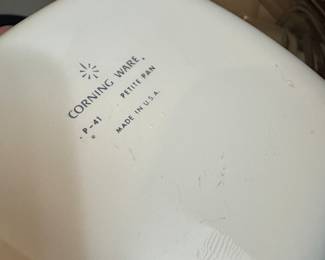 CORNING WARE.
P-41 PETITE PAN
MADE IN U.S.A.